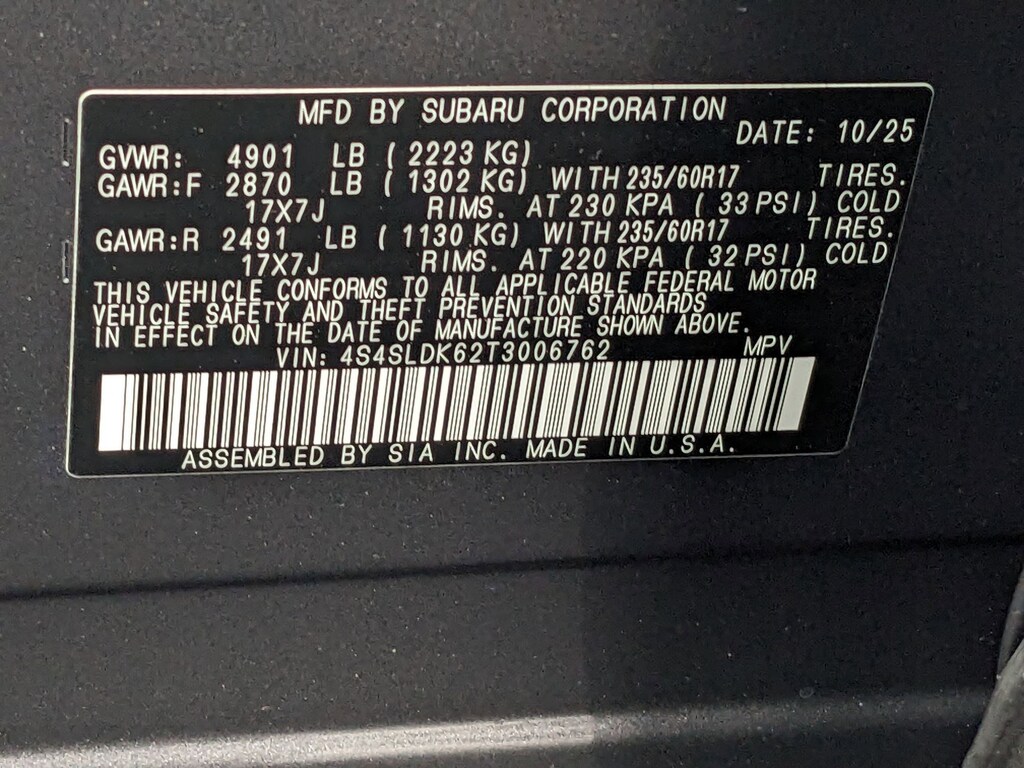 MFD BY SUBARU CORPORATION
DATE: 10/25
GVWR: 4901 LB ( 2223 KG)
GAWR:F 2870 LB ( 1302 KG) WITH 235/60R17 TIRES.
17X7J RIMS. AT 230 KPA ( 33 PSI) COLD
GAWR:R 2491 LB ( 1130 KG) WITH 235/60R17 TIRES.
17X7J RIMS. AT 220 KPA ( 32 PSI) COLD
THIS VEHICLE CONFORMS TO ALL APPLICABLE FEDERAL MOTOR
VEHICLE SAFETY AND THEFT PREVENTION STANDARDS
IN EFFECT ON THE DATE OF MANUFACTURE SHOWN ABOVE.
VIN: 4S4SLDK62T3006762 MPV
ASSEMBLED BY SIA INC. MADE IN U.S.A.